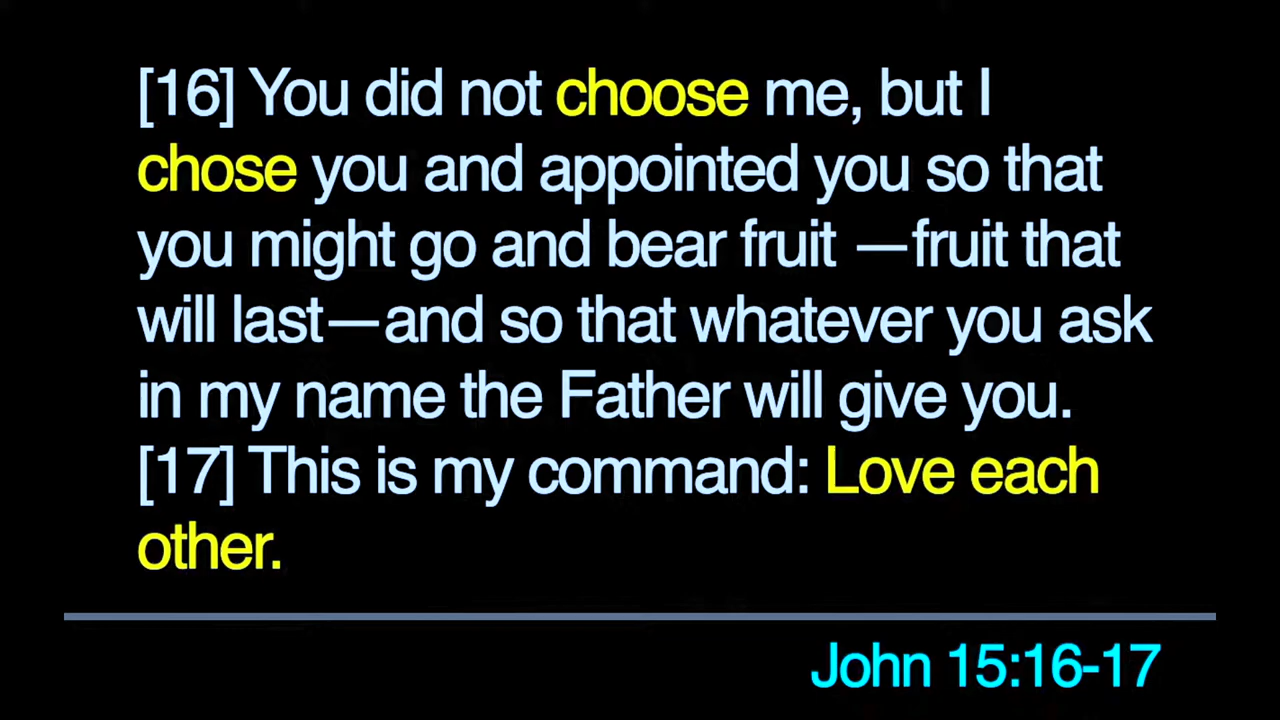 [16] You did not choose me, but I
chose you and appointed you so that
you might go and bear fruit —fruit that
will last—and so that whatever you ask
in my name the Father will give you.
[17] This is my command: Love each
other.
John 15:16-17